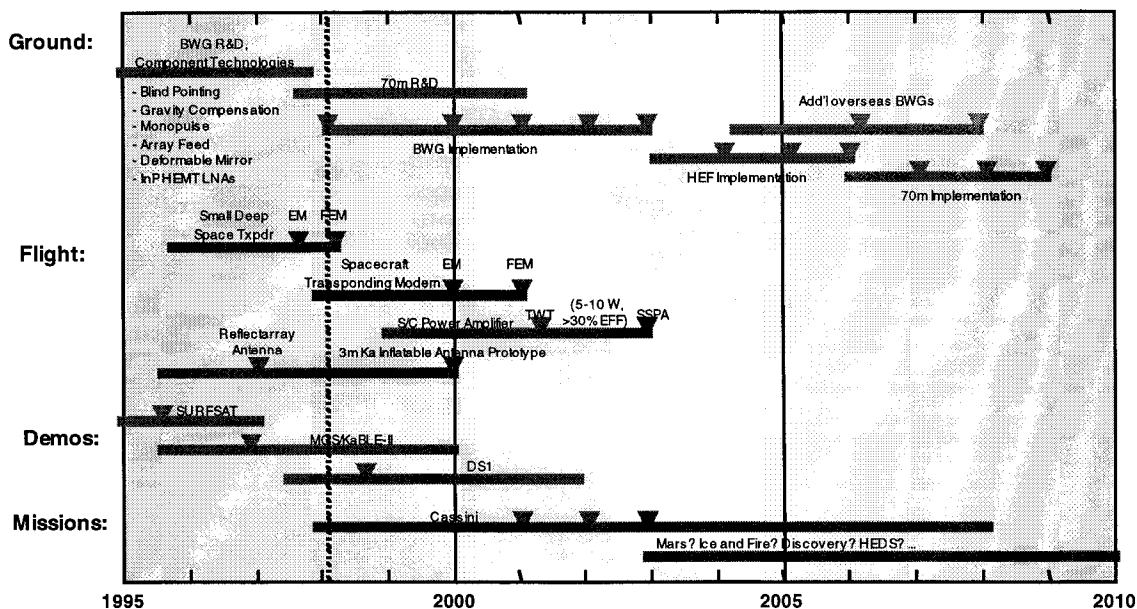 Ground:
BWG R&D,
Component Technologies
- Blind Pointing
- Gravity Compensation
- Monopulse
- Array Feed
- Deformable Mirror
- InPHEMT LNAs
70m R&D
BWG Implementation
Add'l overseas BWGs
HEF Implementation
70m Implementation
Flight:
Small Deep
Space Txpdr
EM
FEM
Spacecraft
Transponding Modem
EM
FEM
S/C Power Amplifier
TWT
(5-10 W,
>30% EFF)
SSPA
Reflectarray
Antenna
3m Ka Inflatable Antenna Prototype
Demos:
SURFSAT
MGS/KaBLE-II
DS1
Missions:
Cassini
Mars? Ice and Fire? Discovery? HEDS? ...
1995
2000
2005
2010